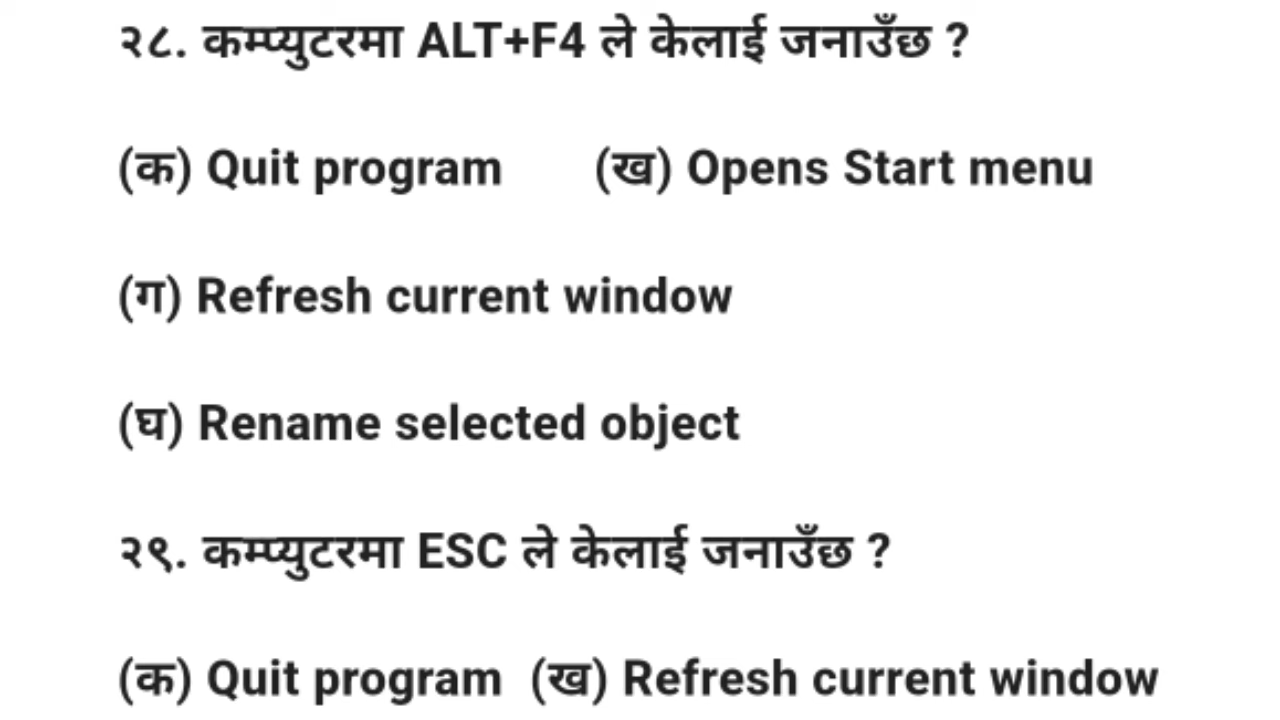 २८. कम्प्युटरमा ALT+F4 ले केलाई जनाउँछ ?
(क) Quit program (ख) Opens Start menu
(ग) Refresh current window
(घ) Rename selected object
२९. कम्प्युटरमा ESC ले केलाई जनाउँछ ?
(क) Quit program (ख) Refresh current window